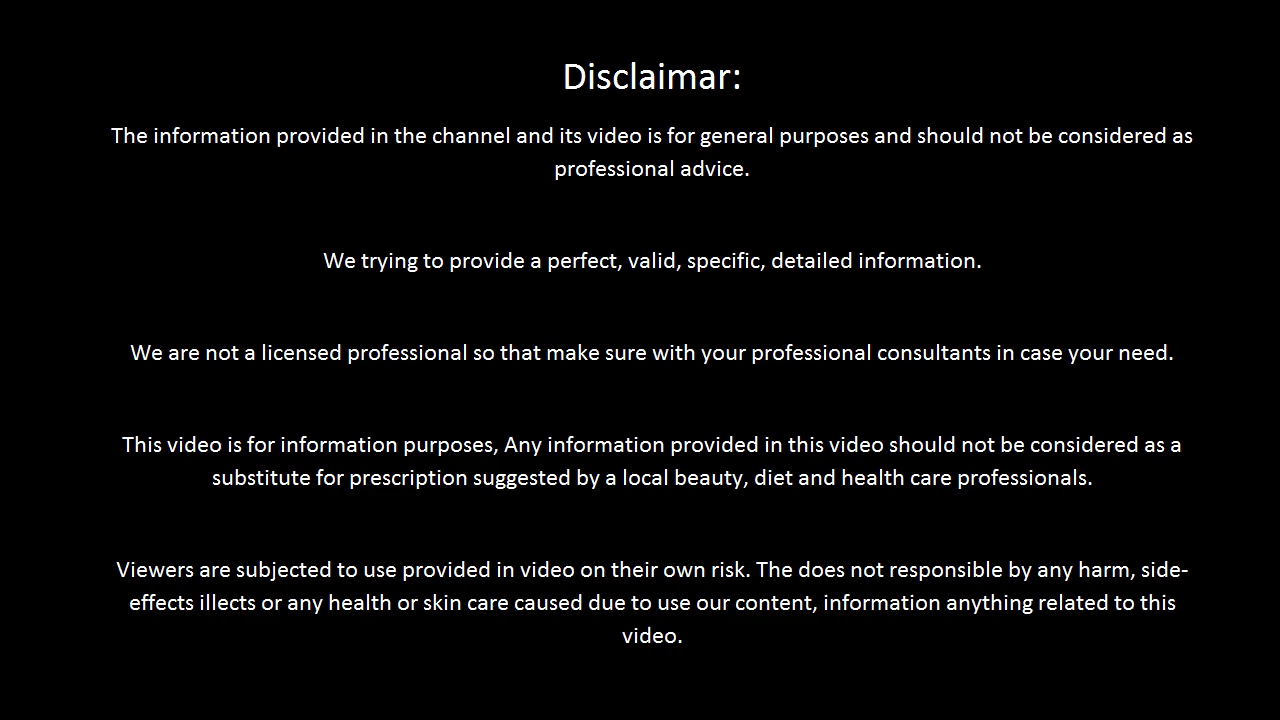 Disclaimar:
The information provided in the channel and its video is for general purposes and should not be considered as
professional advice.
We trying to provide a perfect, valid, specific, detailed information.
We are not a licensed professional so that make sure with your professional consultants in case your need.
This video is for information purposes, Any information provided in this video should not be considered as a
substitute for prescription suggested by a local beauty, diet and health care professionals.
Viewers are subjected to use provided in video on their own risk. The does not responsible by any harm, side-
effects illects or any health or skin care caused due to use our content, information anything related to this
video.